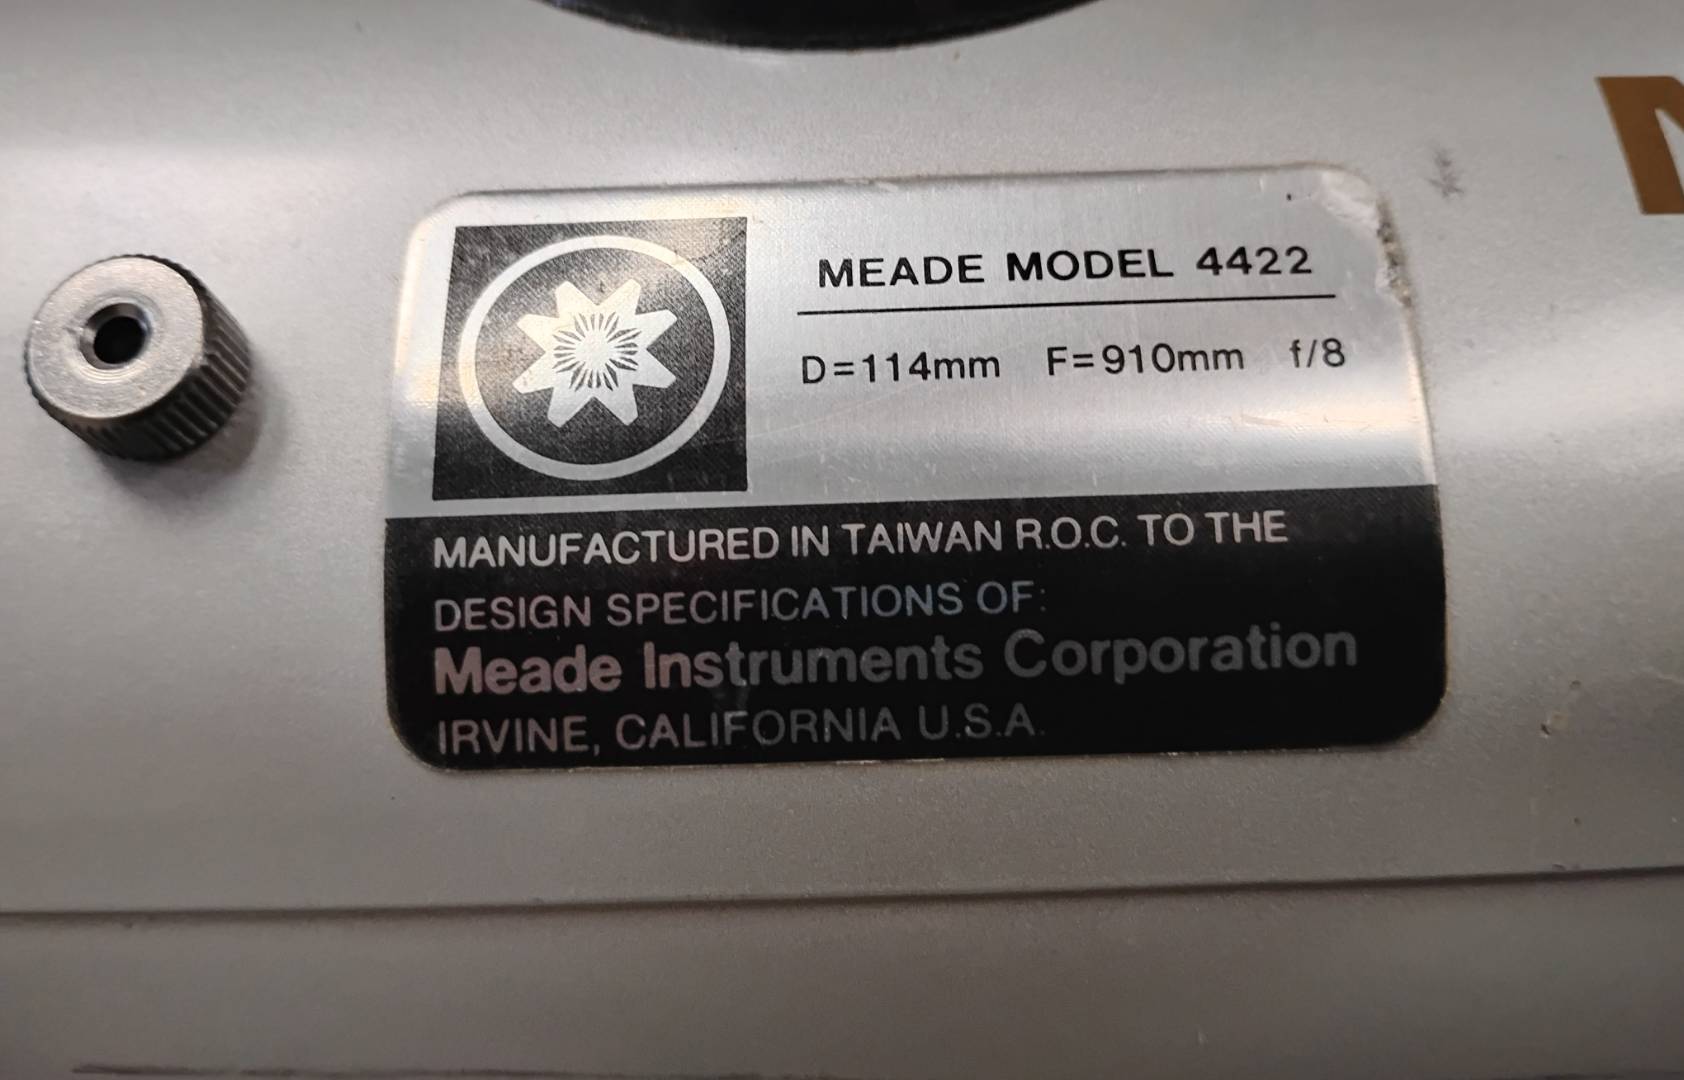 MEADE MODEL 4422
D=114mm F=910mm f/8
MANUFACTURED IN TAIWAN R.O.C. TO THE
DESIGN SPECIFICATIONS OF:
Meade Instruments Corporation
IRVINE, CALIFORNIA U.S.A.